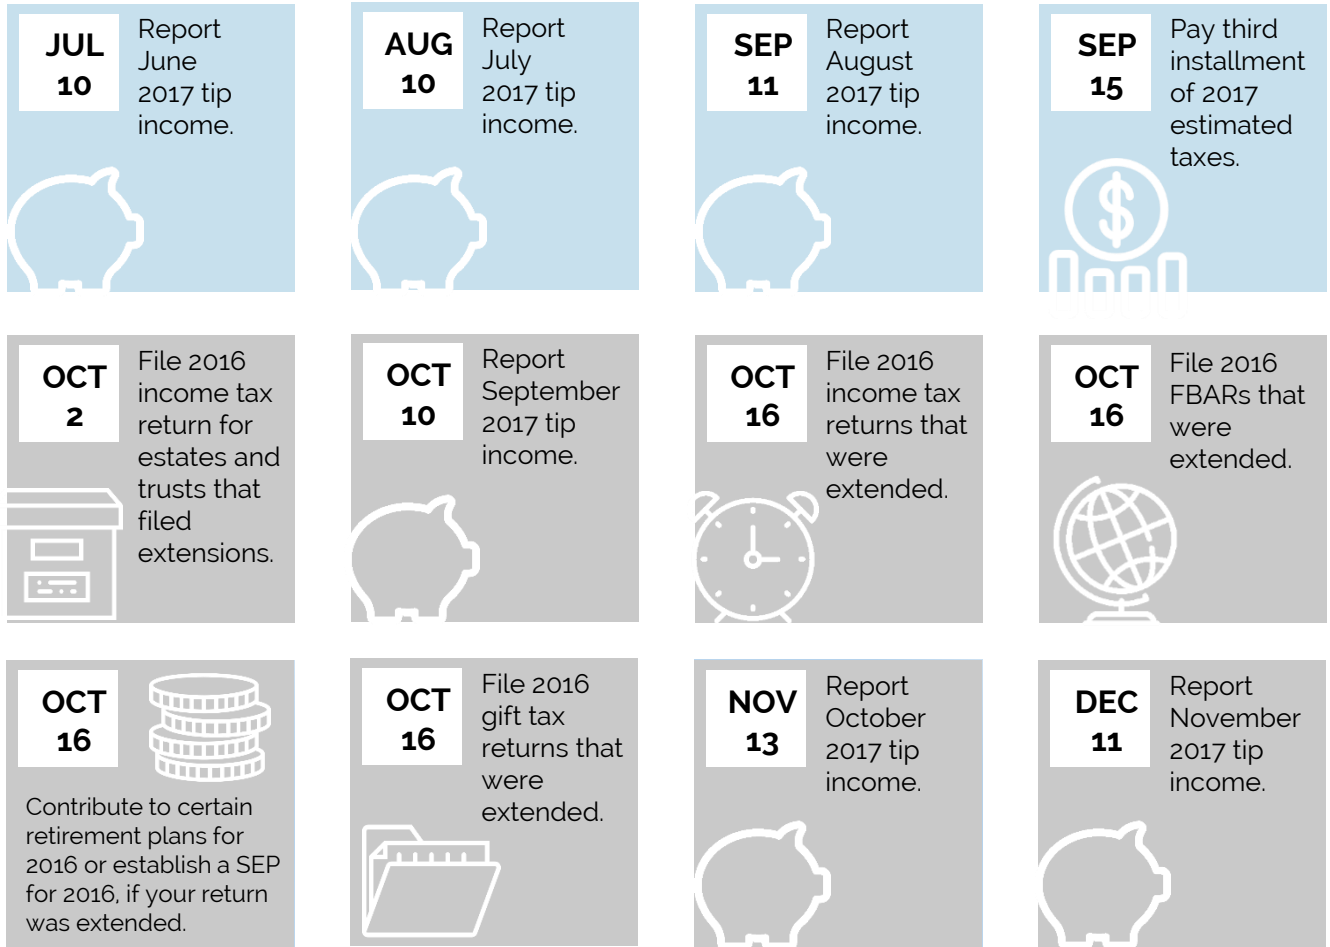 JUL
10
Report
June
2017 tip
income.
AUG
10
Report
July
2017 tip
income.
SEP
11
Report
August
2017 tip
income.
SEP
15
Pay third
installment
of 2017
estimated
taxes.
OCT
2
File 2016
income tax
return for
estates and
trusts that
filed
extensions.
OCT
10
Report
September
2017 tip
income.
OCT
16
File 2016
income tax
returns that
were
extended.
OCT
16
File 2016
FBARs that
were
extended.
OCT
16
Contribute to certain
retirement plans for
2016 or establish a SEP
for 2016, if your return
was extended.
OCT
16
File 2016
gift tax
returns that
were
extended.
NOV
13
Report
October
2017 tip
income.
DEC
11
Report
November
2017 tip
income.